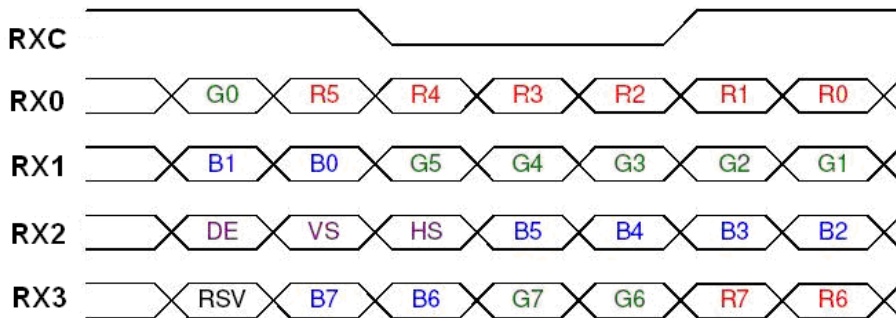 RXC
RX0 G0 R5 R4 R3 R2 R1 R0
RX1 B1 B0 G5 G4 G3 G2 G1
RX2 DE VS HS B5 B4 B3 B2
RX3 RSV B7 B6 G7 G6 R7 R6